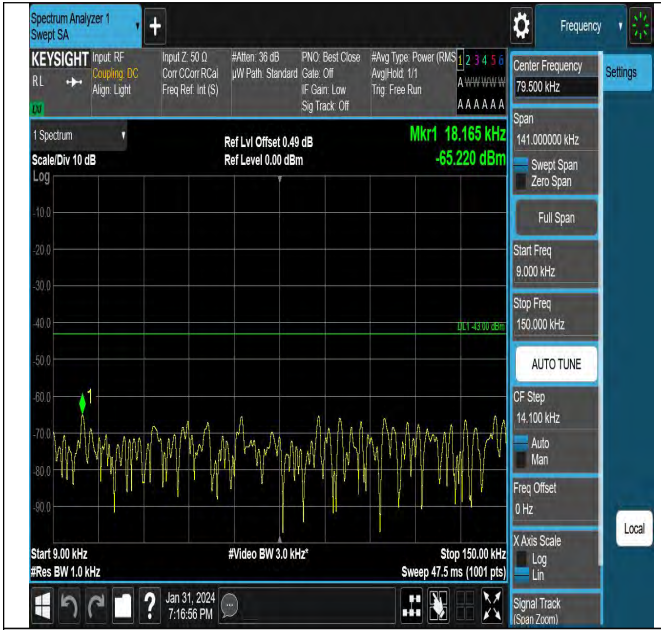 Spectrum Analyzer 1
Swept SA
Frequency
KEYSIGHT
RL
LXI
Input: RF
Coupling: DC
Align: Light
Input Z: 50 Ω
Corr CCorr RCal
Freq Ref: Int (S)
#Atten: 36 dB
µW Path: Standard
PNO: Best Close
Gate: Off
IF Gain: Low
Sig Track: Off
#Avg Type: Power (RMS
Avg|Hold: 1/1
Trig: Free Run
1 2 3 4 5 6
A W W W W W
A A A A A A
1 Spectrum
Scale/Div 10 dB
Log
Ref Lvl Offset 0.49 dB
Ref Level 0.00 dBm
Mkr1 18.165 kHz
-65.220 dBm
-10.0
-20.0
-30.0
-40.0
-50.0
-60.0
-70.0
-80.0
-90.0
DL1 -43.00 dBm
1
Start 9.00 kHz
#Res BW 1.0 kHz
#Video BW 3.0 kHz*
Stop 150.00 kHz
Sweep 47.5 ms (1001 pts)
Jan 31, 2024
7:16:56 PM
?
Center Frequency
79.500 kHz
Settings
Span
141.000000 kHz
Swept Span
Zero Span
Full Span
Start Freq
9.000 kHz
Stop Freq
150.000 kHz
AUTO TUNE
CF Step
14.100 kHz
Auto
Man
Freq Offset
0 Hz
X Axis Scale
Log
Lin
Local
Signal Track
(Span Zoom)